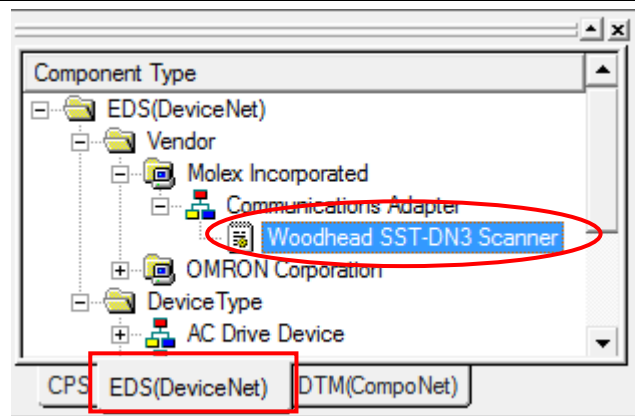 Component Type
EDS(DeviceNet)
Vendor
Molex Incorporated
Communications Adapter
Woodhead SST-DN3 Scanner
OMRON Corporation
DeviceType
AC Drive Device
CPS EDS(DeviceNet) DTM(CompoNet)